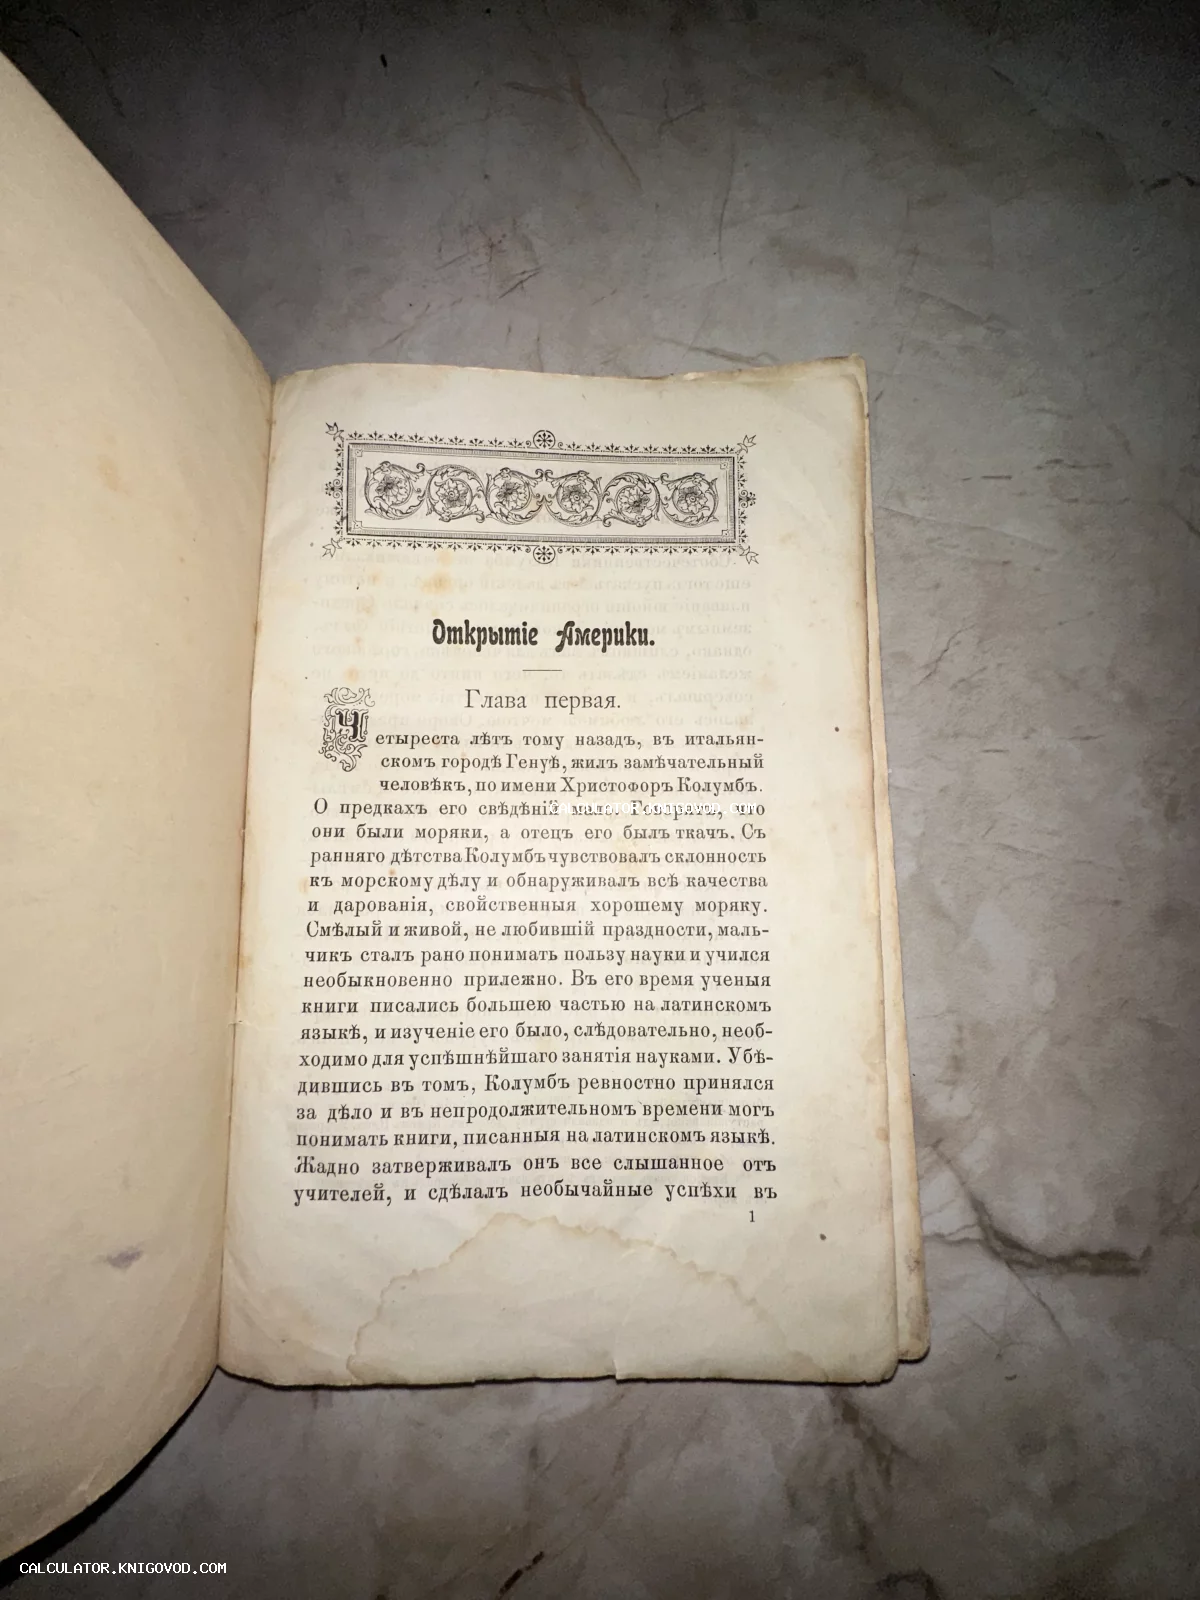 Открытіе Америки.
Глава первая.
Четыреста лѣтъ тому назадъ, въ итальян-
скомъ городѣ Генуѣ, жилъ замѣчательный
человѣкъ, по имени Христофоръ Колумбъ.
О предкахъ его свѣдѣній мало. Говорятъ, что
они были моряки, а отецъ его былъ ткачъ. Съ
ранняго дѣтства Колумбъ чувствовалъ склонность
къ морскому дѣлу и обнаруживалъ всѣ качества
и дарованія, свойственныя хорошему моряку.
Смѣлый и живой, не любившій праздности, маль-
чикъ сталъ рано понимать пользу науки и учился
необыкновенно прилежно. Въ его время ученыя
книги писались большею частью на латинскомъ
языкѣ, и изученіе его было, слѣдовательно, необ-
ходимо для успѣшнѣйшаго занятія науками. Убѣ-
дившись въ томъ, Колумбъ ревностно принялся
за дѣло и въ непродолжительномъ времени могъ
понимать книги, писанныя на латинскомъ языкѣ.
Жадно затверживалъ онъ все слышанное отъ
учителей, и сдѣлалъ необычайные успѣхи въ
1
CALCULATOR.KNIGOVOD.COM
CALCULATOR.KNIGOVOD.COM